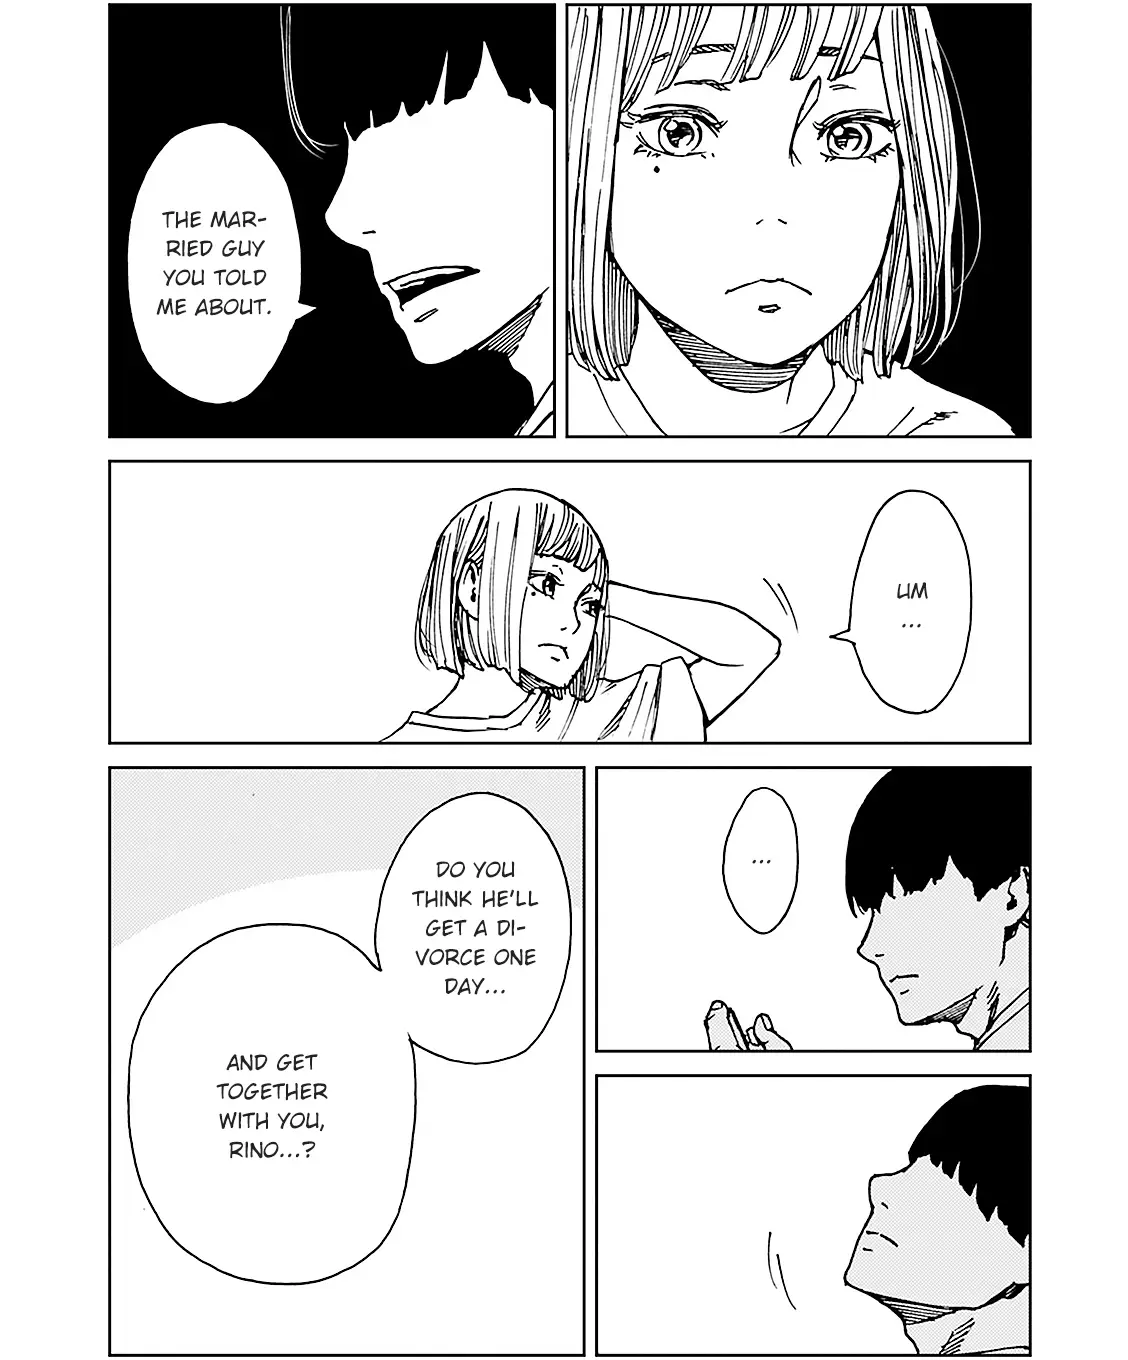 THE MAR-
RIED GUY
YOU TOLD
ME ABOUT.
UM
...
...
DO YOU
THINK HE'LL
GET A DI-
VORCE ONE
DAY...
AND GET
TOGETHER
WITH YOU,
RINO...?